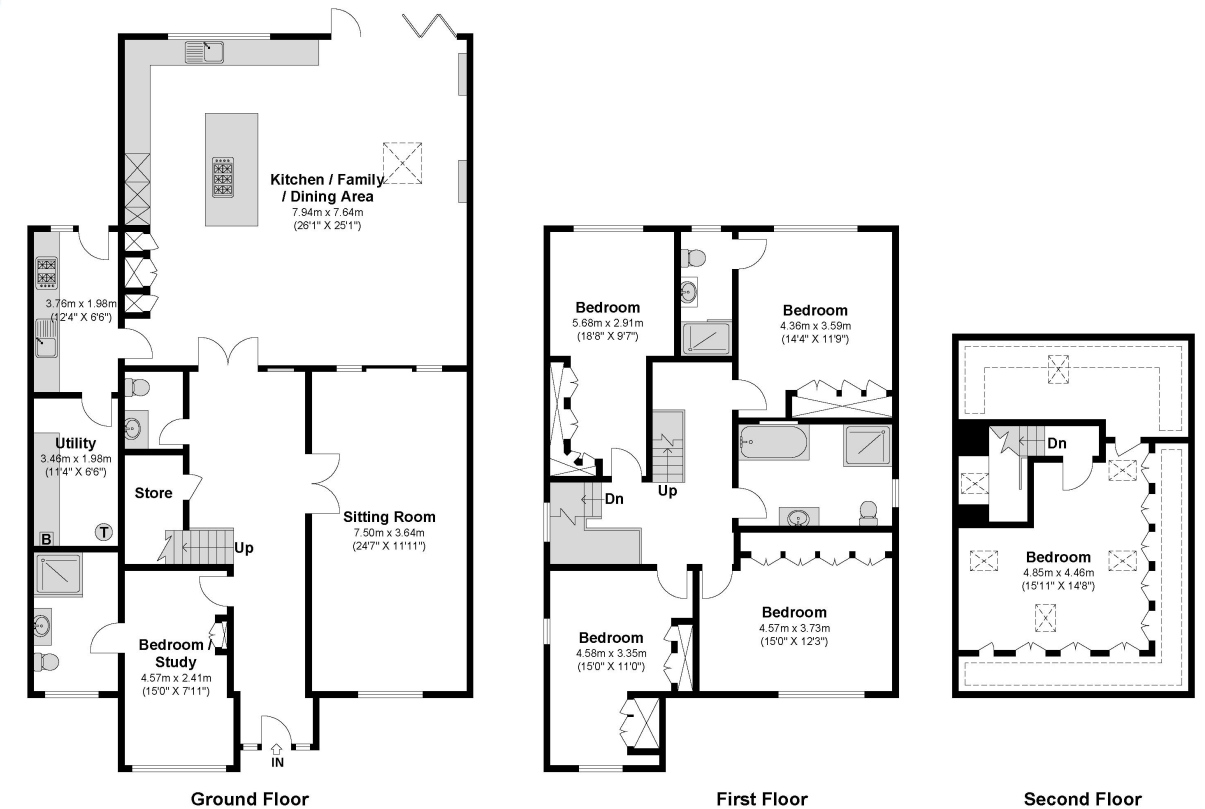 Kitchen / Family
/ Dining Area
7.94m x 7.64m
(26'1" X 25'1")
3.76m x 1.98m
(12'4" X 6'6")
Utility
3.46m x 1.98m
(11'4" X 6'6")
B
T
Store
Up
Sitting Room
7.50m x 3.64m
(24'7" X 11'11")
Bedroom /
Study
4.57m x 2.41m
(15'0" X 7'11")
IN
Ground Floor
Bedroom
5.68m x 2.91m
(18'8" X 9'7")
Bedroom
4.36m x 3.59m
(14'4" X 11'9")
Up
Dn
Bedroom
4.58m x 3.35m
(15'0" X 11'0")
Bedroom
4.57m x 3.73m
(15'0" X 12'3")
First Floor
Dn
Bedroom
4.85m x 4.46m
(15'11" X 14'8")
Second Floor